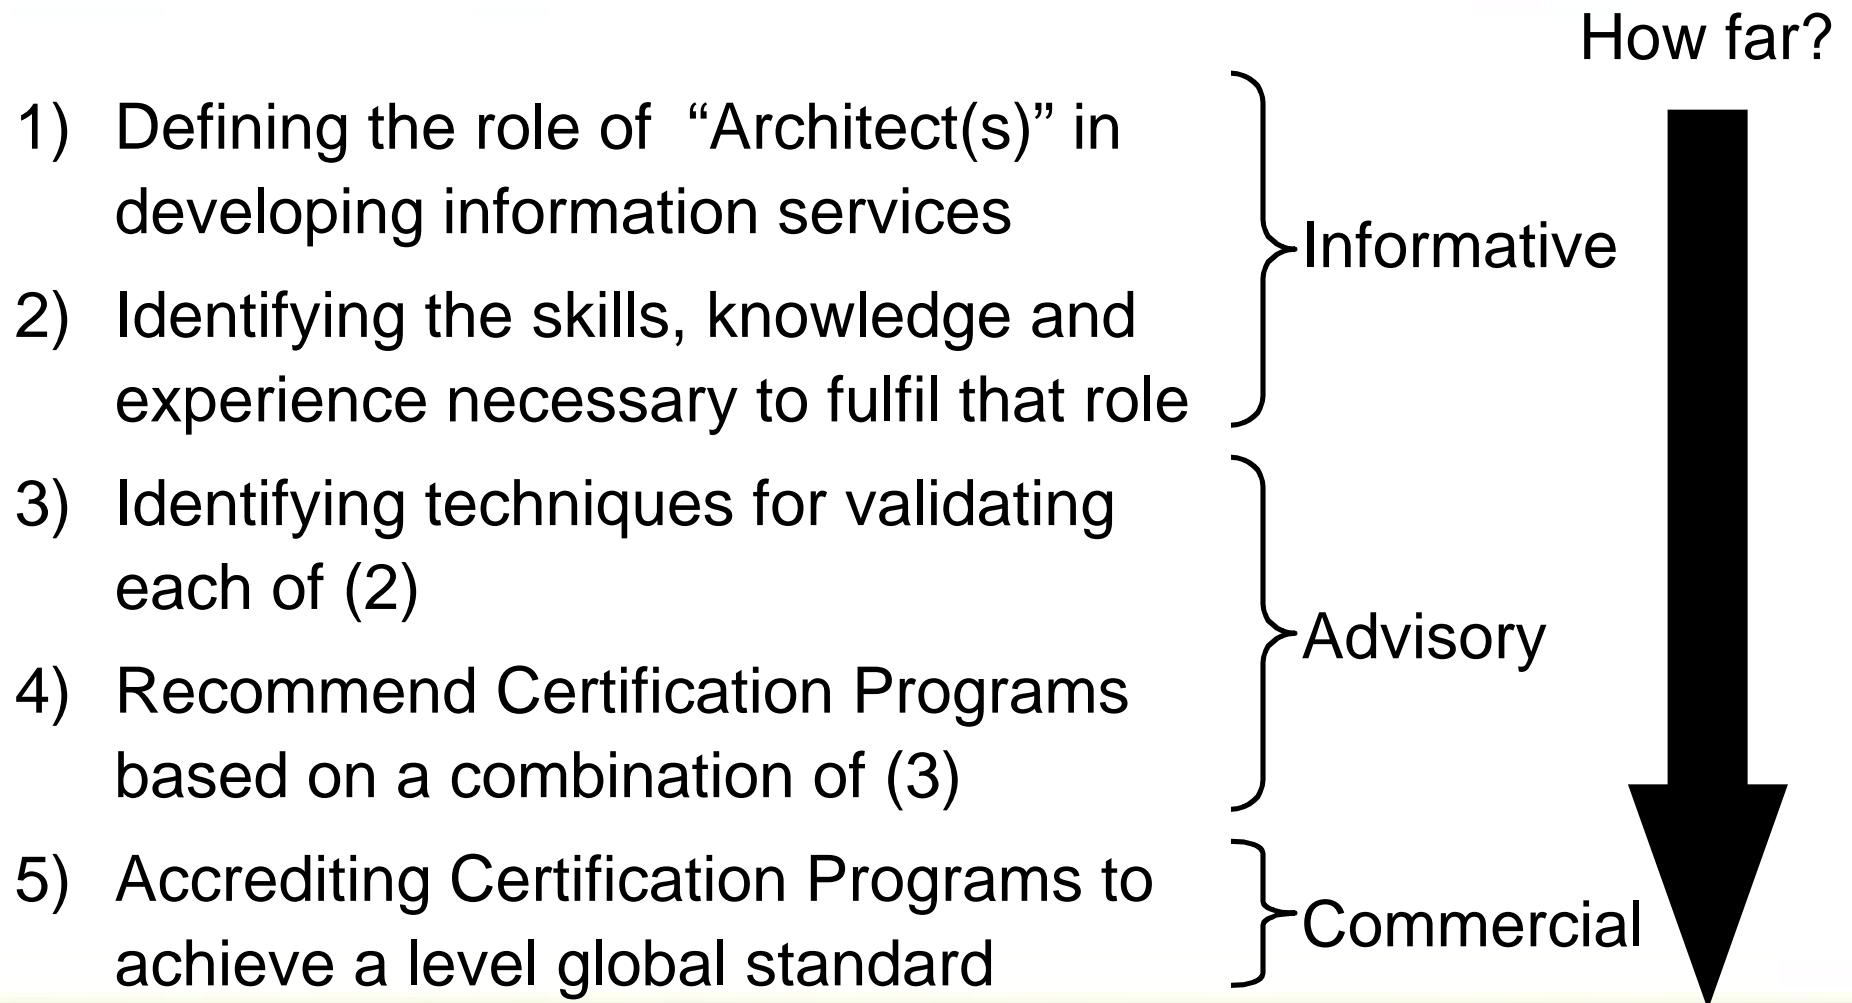 How far?
1) Defining the role of “Architect(s)” in
developing information services
Informative
2) Identifying the skills, knowledge and
experience necessary to fulfil that role
3) Identifying techniques for validating
each of (2)
Advisory
4) Recommend Certification Programs
based on a combination of (3)
5) Accrediting Certification Programs to
achieve a level global standard
Commercial